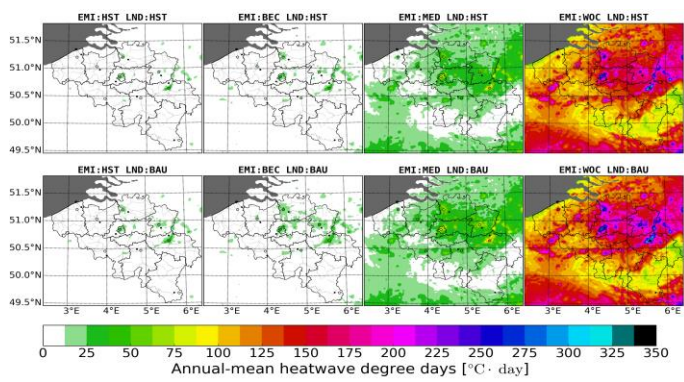 EMI:HST LND:HST EMI:BEC LND:HST EMI:MED LND:HST EMI:WOC LND:HST
51.5°N
51.0°N
50.5°N
50.0°N
49.5°N
EMI:HST LND:BAU EMI:BEC LND:BAU EMI:MED LND:BAU EMI:WOC LND:BAU
51.5°N
51.0°N
50.5°N
50.0°N
49.5°N
3°E 4°E 5°E 6°E 3°E 4°E 5°E 6°E 3°E 4°E 5°E 6°E 3°E 4°E 5°E 6°E
0 25 50 75 100 125 150 175 200 225 250 275 300 325 350
Annual-mean heatwave degree days [°C· day]